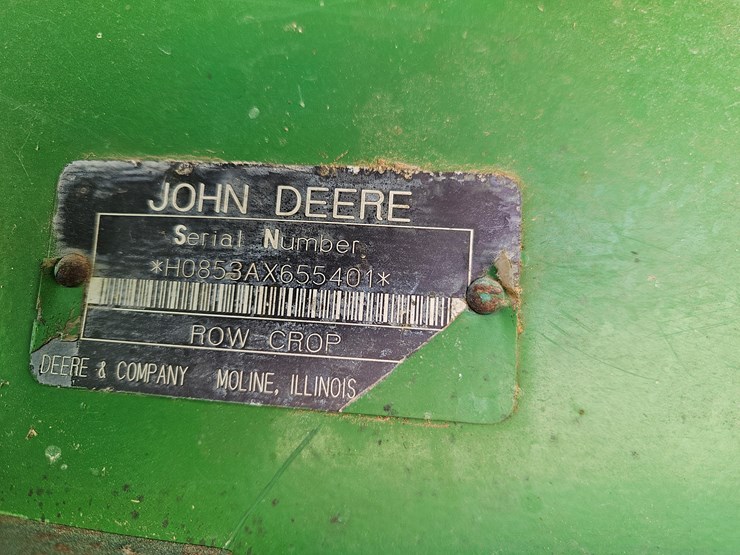 JOHN DEERE
Serial Number
*H0853AX655401*
ROW CROP
DEERE & COMPANY MOLINE, ILLINOIS